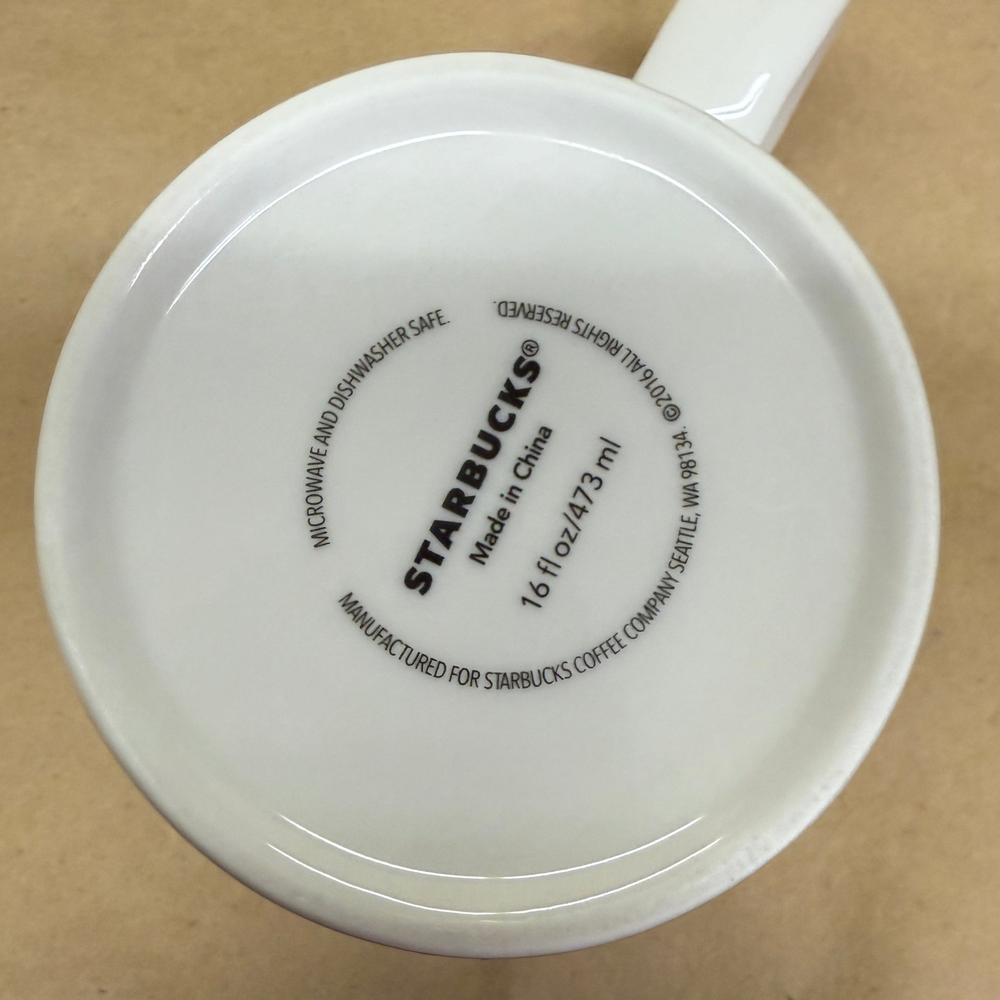 MICROWAVE AND DISHWASHER SAFE.
STARBUCKS®
Made in China
16 fl oz/473 ml
MANUFACTURED FOR STARBUCKS COFFEE COMPANY SEATTLE, WA 98134. ©2016 ALL RIGHTS RESERVED.